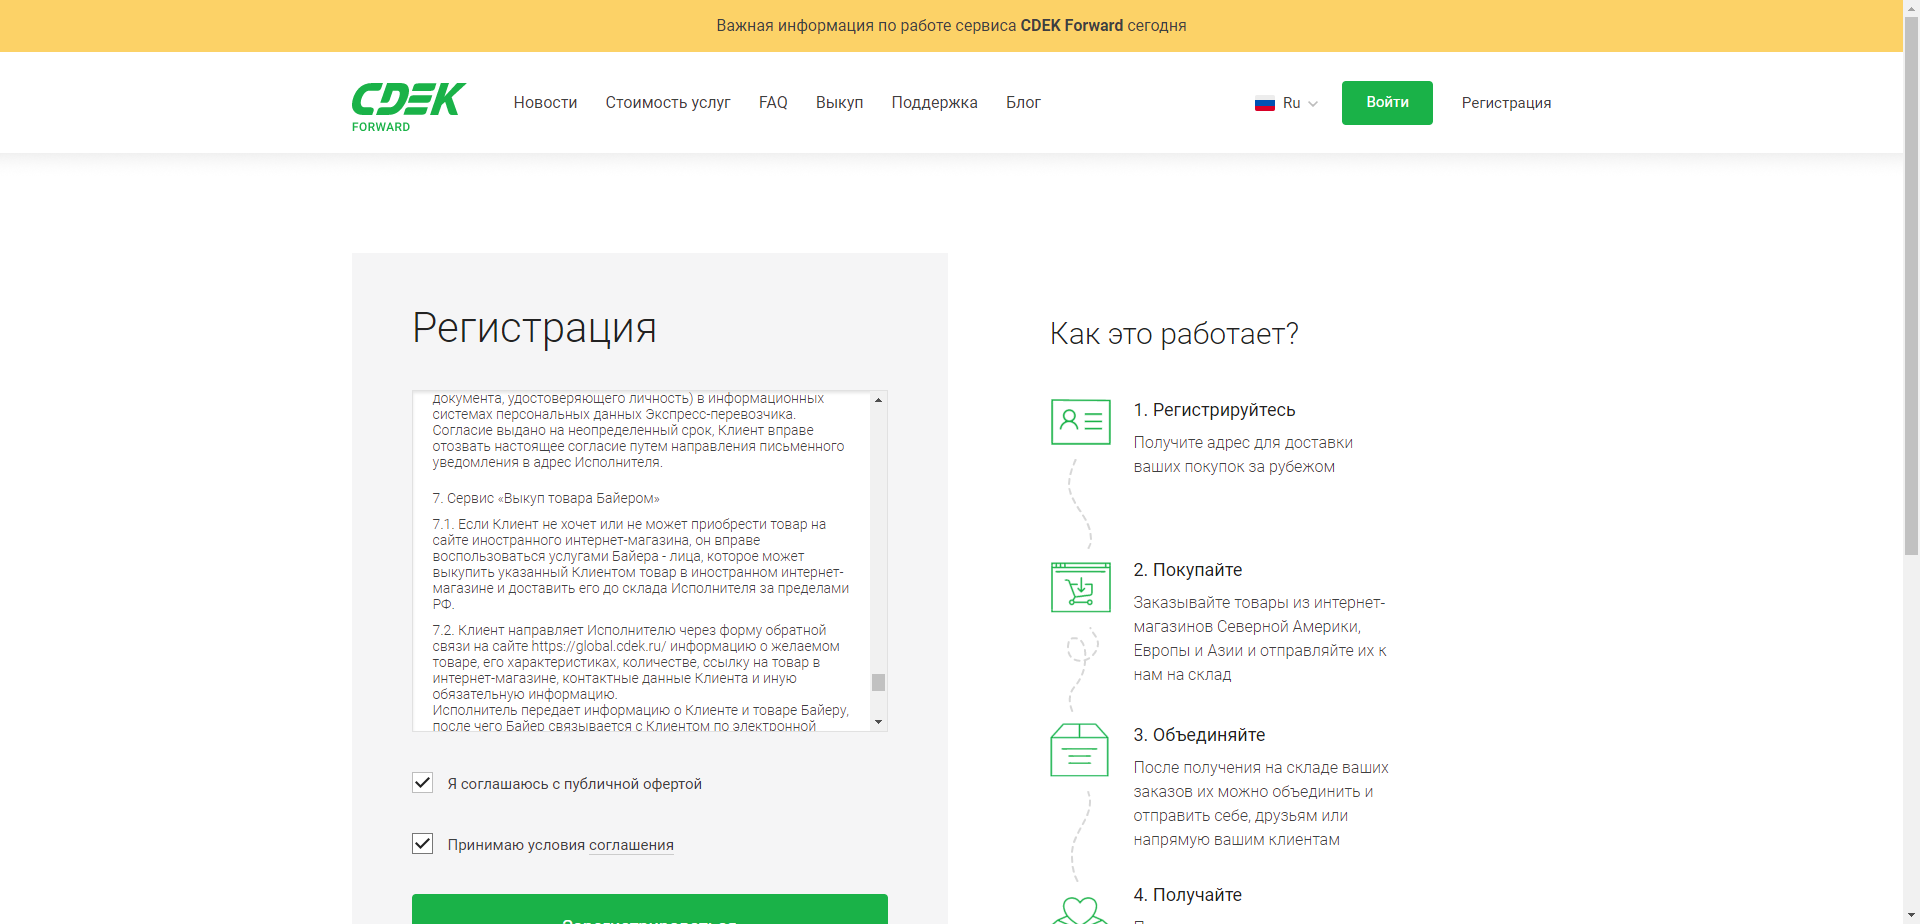 Важная информация по работе сервиса CDEK Forward сегодня
CDEK
FORWARD
Новости
Стоимость услуг
FAQ
Выкуп
Поддержка
Блог
Ru
Войти
Регистрация
Регистрация
документа, удостоверяющего личность) в информационных
системах персональных данных Экспресс-перевозчика.
Согласие выдано на неопределенный срок, Клиент вправе
отозвать настоящее согласие путем направления письменного
уведомления в адрес Исполнителя.
7. Сервис «Выкуп товара Байером»
7.1. Если Клиент не хочет или не может приобрести товар на
сайте иностранного интернет-магазина, он вправе
воспользоваться услугами Байера - лица, которое может
выкупить указанный Клиентом товар в иностранном интернет-
магазине и доставить его до склада Исполнителя за пределами
РФ.
7.2. Клиент направляет Исполнителю через форму обратной
связи на сайте https://global.cdek.ru/ информацию о желаемом
товаре, его характеристиках, количестве, ссылку на товар в
интернет-магазине, контактные данные Клиента и иную
обязательную информацию.
Исполнитель передает информацию о Клиенте и товаре Байеру,
после чего Байер связывается с Клиентом по электронной
Я соглашаюсь с публичной офертой
Принимаю условия соглашения
Зарегистрироваться
Как это работает?
1. Регистрируйтесь
Получите адрес для доставки
ваших покупок за рубежом
2. Покупайте
Заказывайте товары из интернет-
магазинов Северной Америки,
Европы и Азии и отправляйте их к
нам на склад
3. Объединяйте
После получения на складе ваших
заказов их можно объединить и
отправить себе, друзьям или
напрямую вашим клиентам
4. Получайте